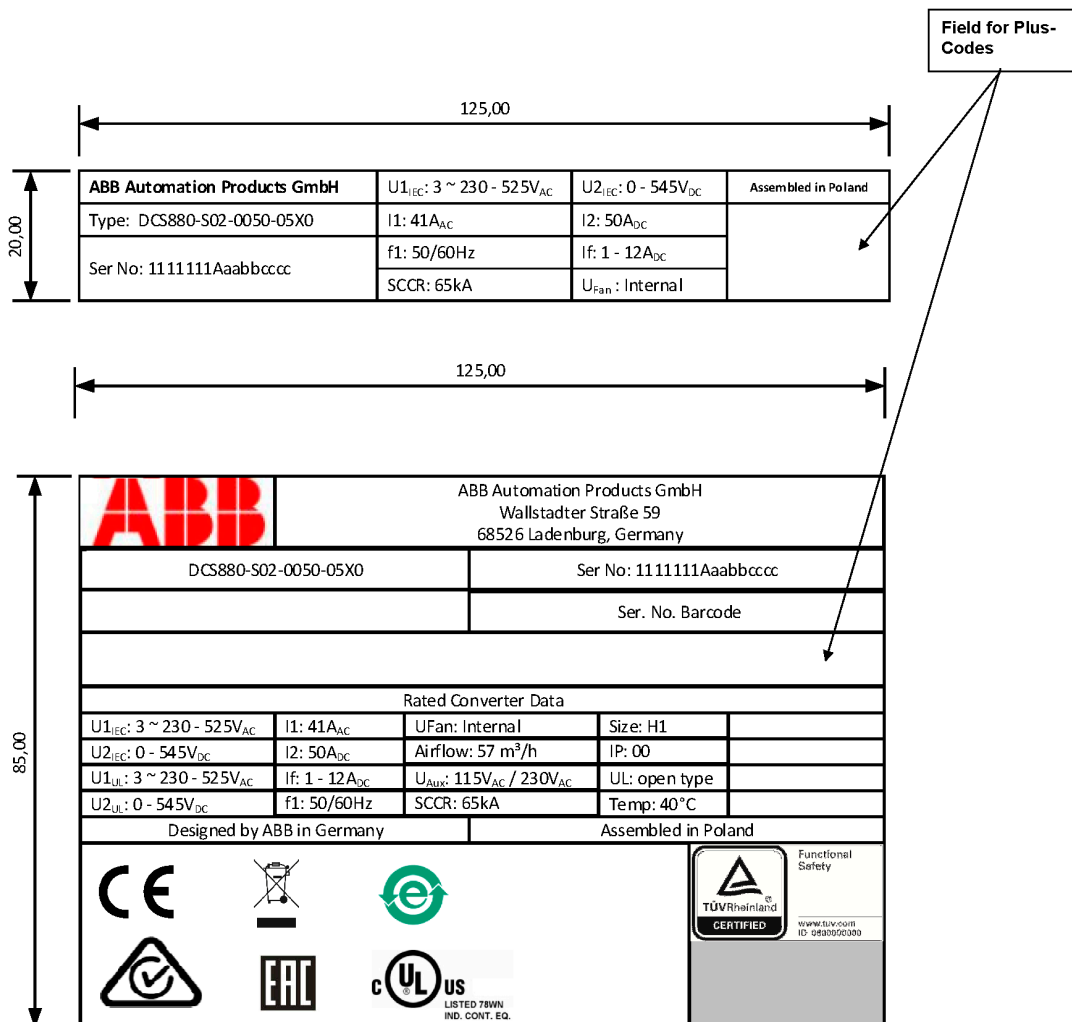 Field for Plus-
Codes
125,00
20,00
ABB Automation Products GmbH
U1IEC: 3 ~ 230 - 525VAC
U2IEC: 0 - 545VDC
Assembled in Poland
Type: DCS880-S02-0050-05X0
I1: 41AAC
I2: 50ADC
Ser No: 1111111Aaabbcccc
f1: 50/60Hz
If: 1 - 12ADC
SCCR: 65kA
UFan : Internal
125,00
85,00
ABB
ABB Automation Products GmbH
Wallstadter Straße 59
68526 Ladenburg, Germany
DCS880-S02-0050-05X0
Ser No: 1111111Aaabbcccc
Ser. No. Barcode
Rated Converter Data
U1IEC: 3 ~ 230 - 525VAC
I1: 41AAC
UFan: Internal
Size: H1
U2IEC: 0 - 545VDC
I2: 50ADC
Airflow: 57 m³/h
IP: 00
U1UL: 3 ~ 230 - 525VAC
If: 1 - 12ADC
UAux: 115VAC / 230VAC
UL: open type
U2UL: 0 - 545VDC
f1: 50/60Hz
SCCR: 65kA
Temp: 40°C
Designed by ABB in Germany
Assembled in Poland
CE
e
TÜVRheinland®
CERTIFIED
Functional
Safety
www.tuv.com
ID
EAC
C UL® US
LISTED 78WN
IND. CONT. EQ.